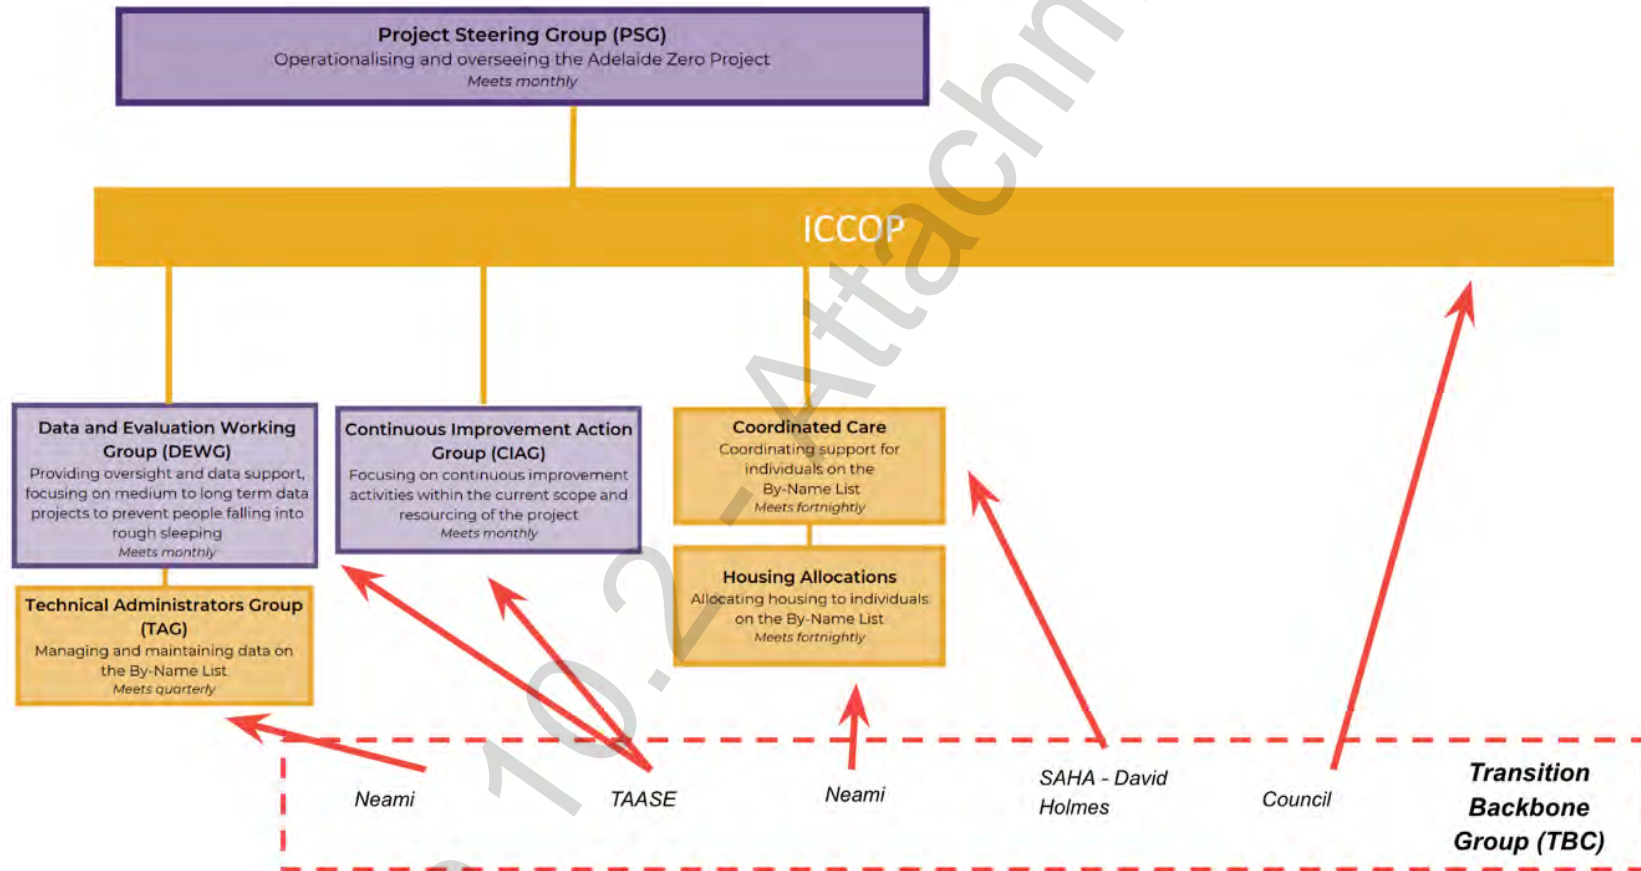 Project Steering Group (PSG)
Operationalising and overseeing the Adelaide Zero Project
Meets monthly
ICCOP
Data and Evaluation Working
Group (DEWG)
Providing oversight and data support,
focusing on medium to long term data
projects to prevent people falling into
rough sleeping
Meets monthly
Technical Administrators Group
(TAG)
Managing and maintaining data on
the By-Name List
Meets quarterly
Continuous Improvement Action
Group (CIAG)
Focusing on continuous improvement
activities within the current scope and
resourcing of the project
Meets monthly
Coordinated Care
Coordinating support for
individuals on the
By-Name List
Meets fortnightly
Housing Allocations
Allocating housing to individuals
on the By-Name List
Meets fortnightly
Neami
TAASE
Neami
SAHA - David
Holmes
Council
Transition
Backbone
Group (TBC)
10.2 - Attachm